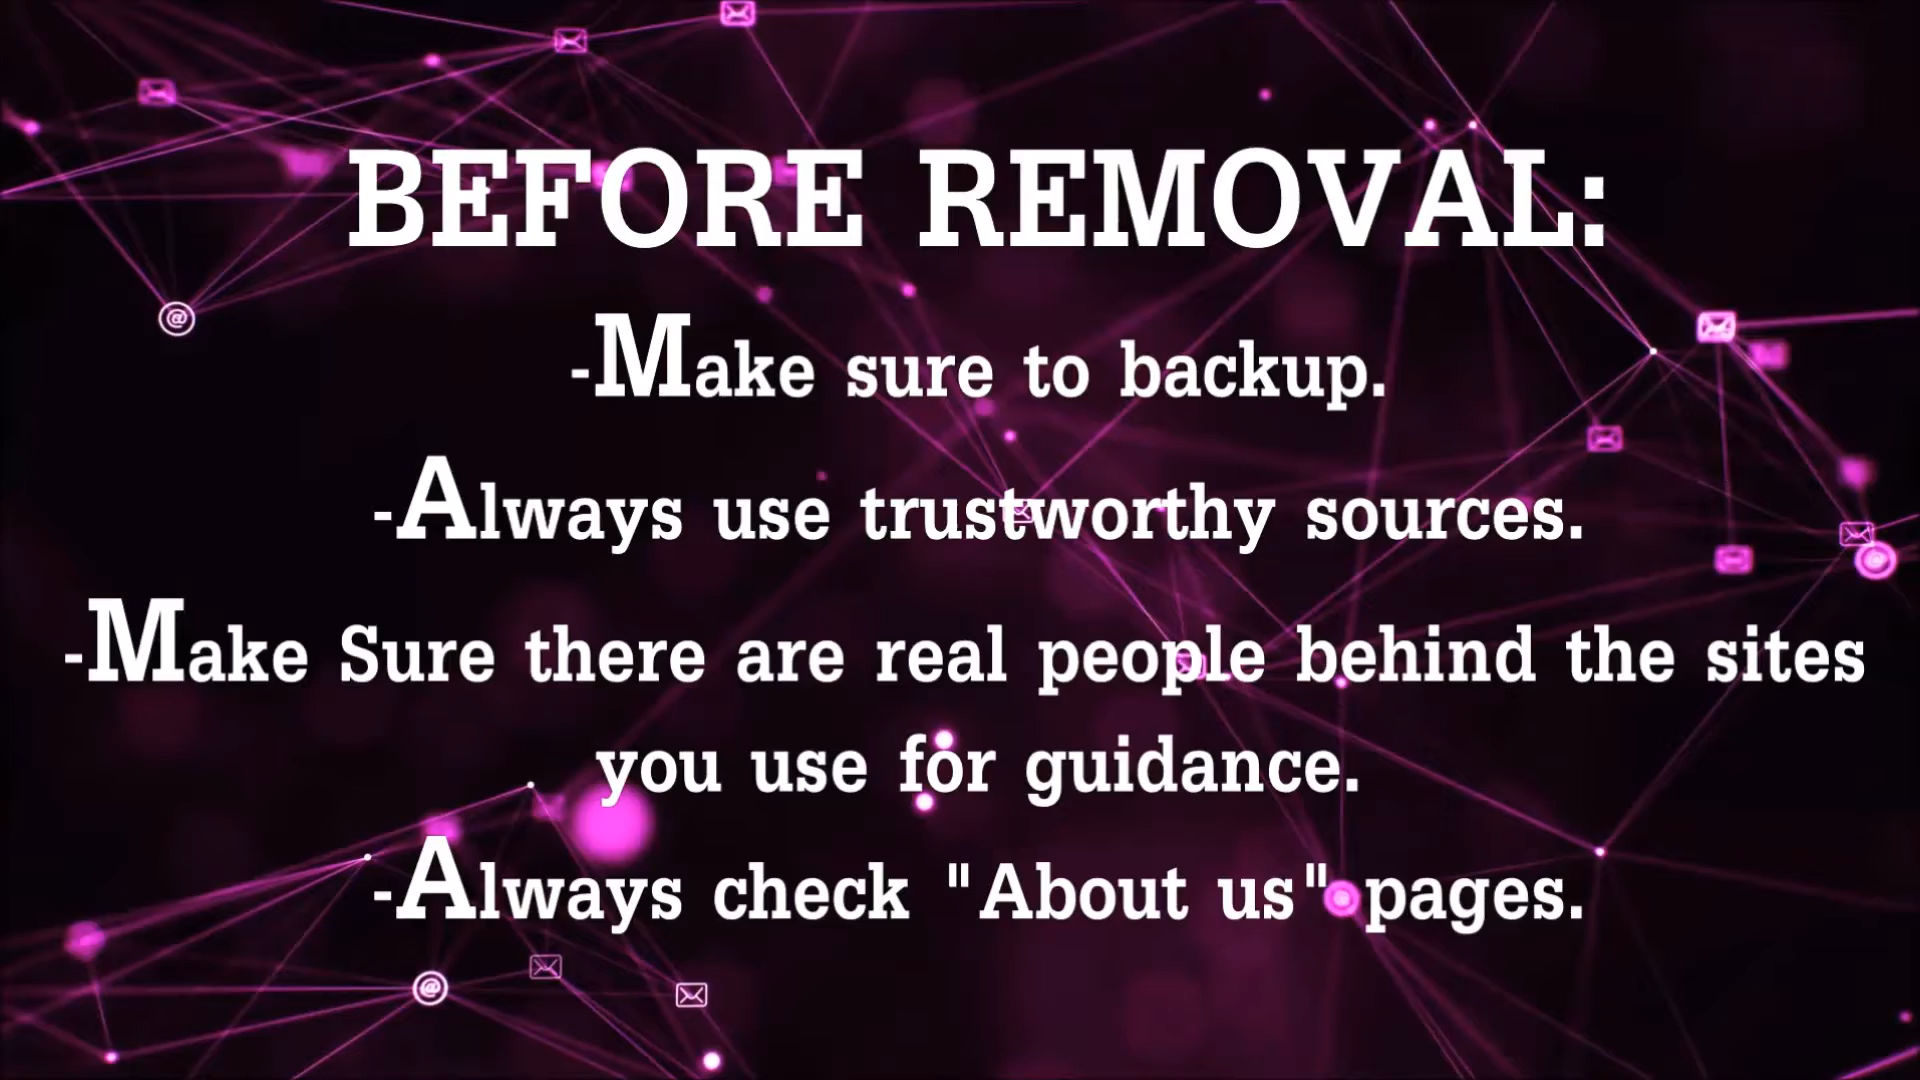 BEFORE REMOVAL:
-Make sure to backup.
-Always use trustworthy sources.
-Make Sure there are real people behind the sites
you use for guidance.
-Always check "About us" pages.